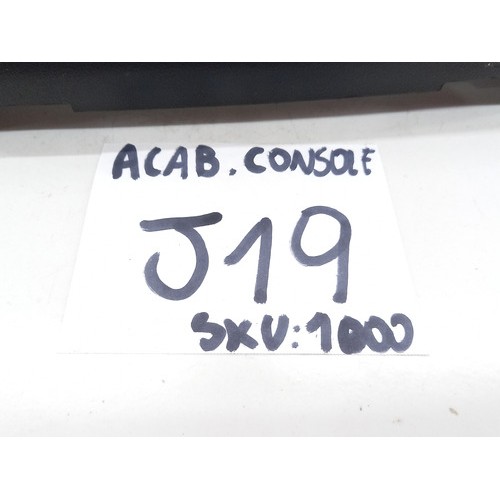 ACAB. CONSOLE
J19
SKU: 1000